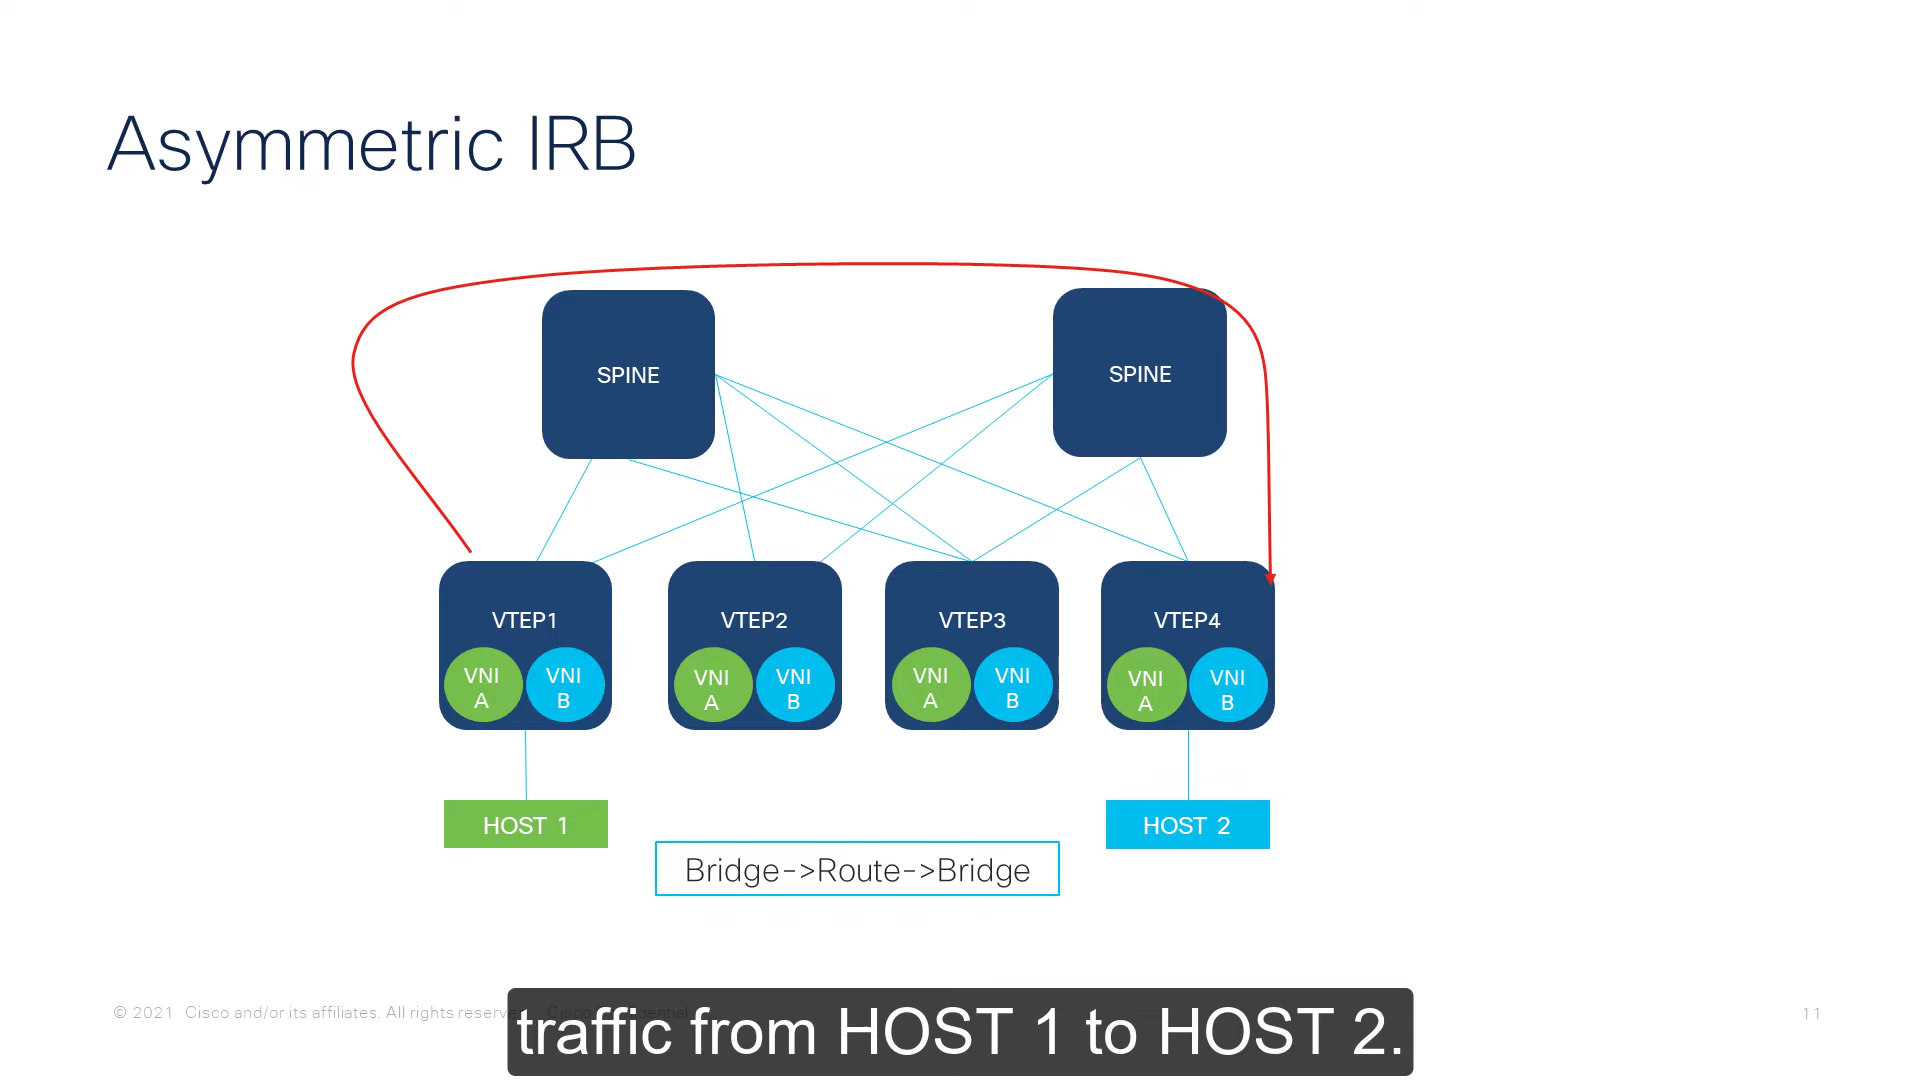 Asymmetric IRB
SPINE
SPINE
VTEP1
VTEP2
VTEP3
VTEP4
VNI
A
VNI
B
VNI
A
VNI
B
VNI
A
VNI
B
VNI
A
VNI
B
HOST 1
HOST 2
Bridge->Route->Bridge
© 2021 Cisco and/or its affiliates. All rights
11
traffic from HOST 1 to HOST 2.